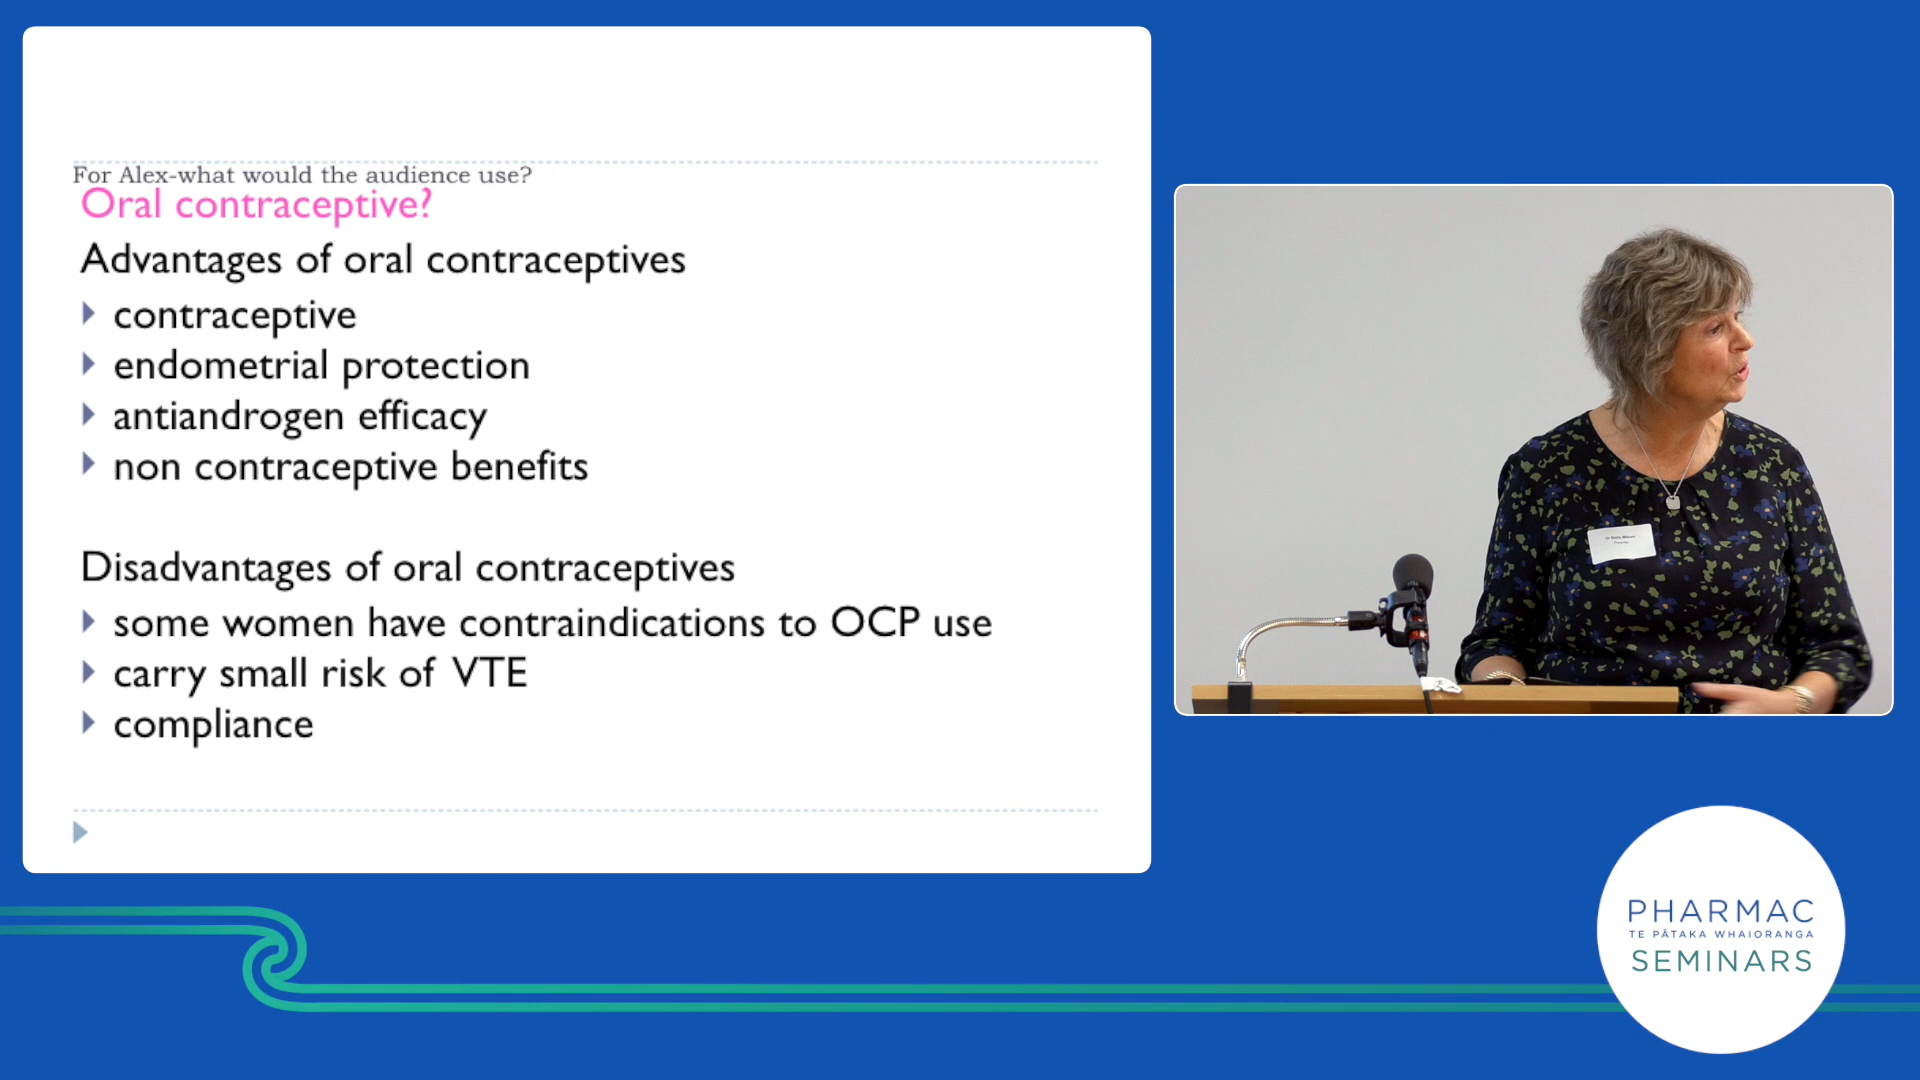 For Alex-what would the audience use?
Oral contraceptive?
Advantages of oral contraceptives
contraceptive
endometrial protection
antiandrogen efficacy
non contraceptive benefits
Disadvantages of oral contraceptives
some women have contraindications to OCP use
carry small risk of VTE
compliance
PHARMAC
TE PĀTAKA WHAIORANGA
SEMINARS